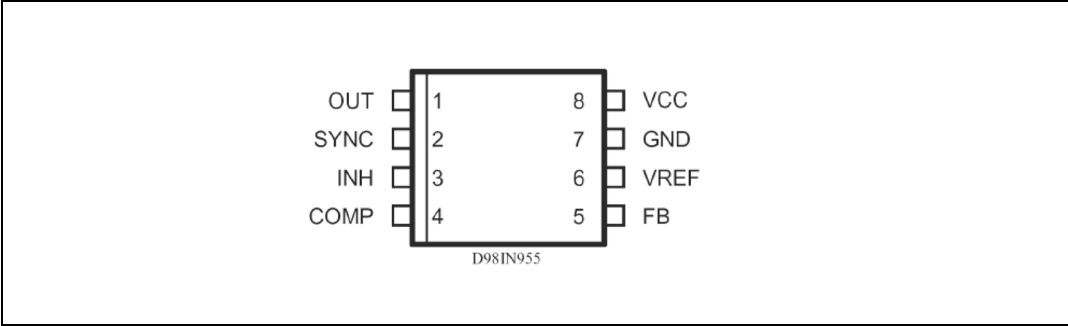 OUT 1 8 VCC
SYNC 2 7 GND
INH 3 6 VREF
COMP 4 5 FB
D98IN955